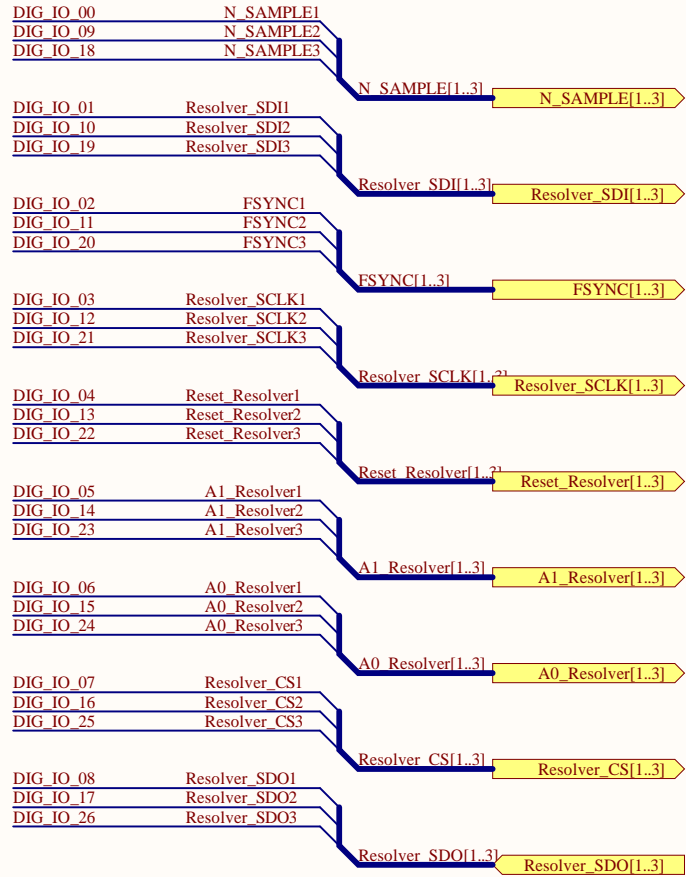 DIG_IO_00 N_SAMPLE1
DIG_IO_09 N_SAMPLE2
DIG_IO_18 N_SAMPLE3
N_SAMPLE[1..3] N_SAMPLE[1..3]
DIG_IO_01 Resolver_SDI1
DIG_IO_10 Resolver_SDI2
DIG_IO_19 Resolver_SDI3
Resolver_SDI[1..3] Resolver_SDI[1..3]
DIG_IO_02 FSYNC1
DIG_IO_11 FSYNC2
DIG_IO_20 FSYNC3
FSYNC[1..3] FSYNC[1..3]
DIG_IO_03 Resolver_SCLK1
DIG_IO_12 Resolver_SCLK2
DIG_IO_21 Resolver_SCLK3
Resolver_SCLK[1..3] Resolver_SCLK[1..3]
DIG_IO_04 Reset_Resolver1
DIG_IO_13 Reset_Resolver2
DIG_IO_22 Reset_Resolver3
Reset_Resolver[1..3] Reset_Resolver[1..3]
DIG_IO_05 A1_Resolver1
DIG_IO_14 A1_Resolver2
DIG_IO_23 A1_Resolver3
A1_Resolver[1..3] A1_Resolver[1..3]
DIG_IO_06 A0_Resolver1
DIG_IO_15 A0_Resolver2
DIG_IO_24 A0_Resolver3
A0_Resolver[1..3] A0_Resolver[1..3]
DIG_IO_07 Resolver_CS1
DIG_IO_16 Resolver_CS2
DIG_IO_25 Resolver_CS3
Resolver_CS[1..3] Resolver_CS[1..3]
DIG_IO_08 Resolver_SDO1
DIG_IO_17 Resolver_SDO2
DIG_IO_26 Resolver_SDO3
Resolver_SDO[1..3] Resolver_SDO[1..3]